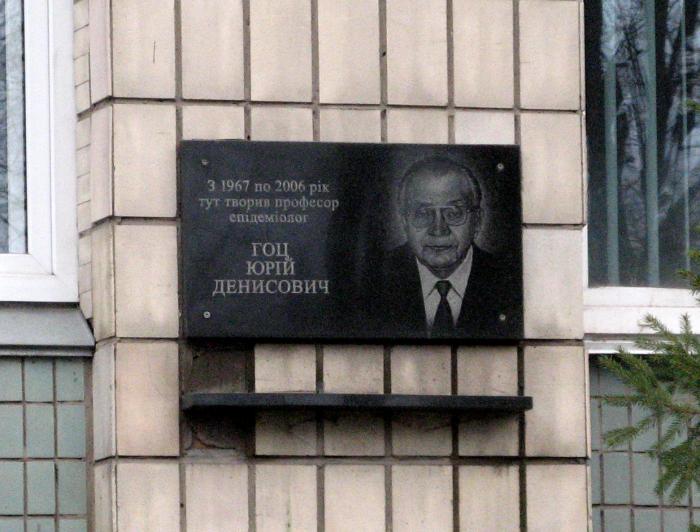 З 1967 по 2006 рік
тут творив професор
епідеміолог
ГОЦ
ЮРІЙ
ДЕНИСОВИЧ